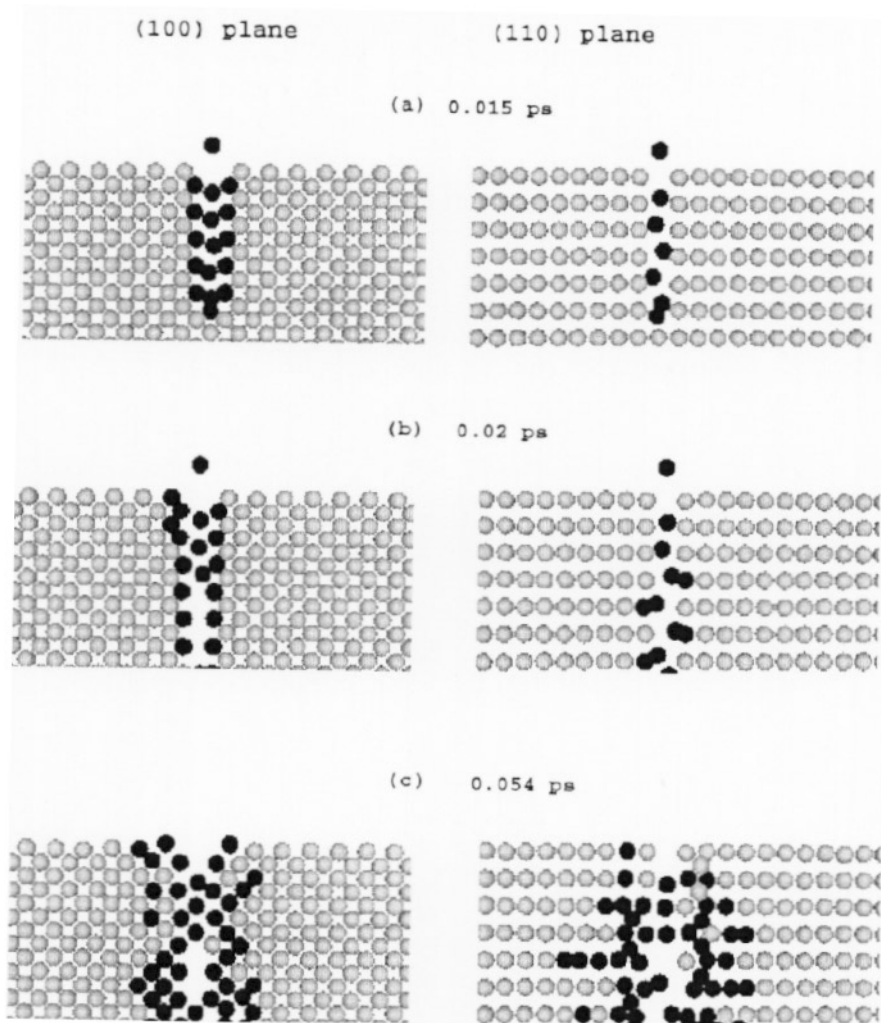 (100) plane
(110) plane
(a) 0.015 ps
(b) 0.02 ps
(c) 0.054 ps